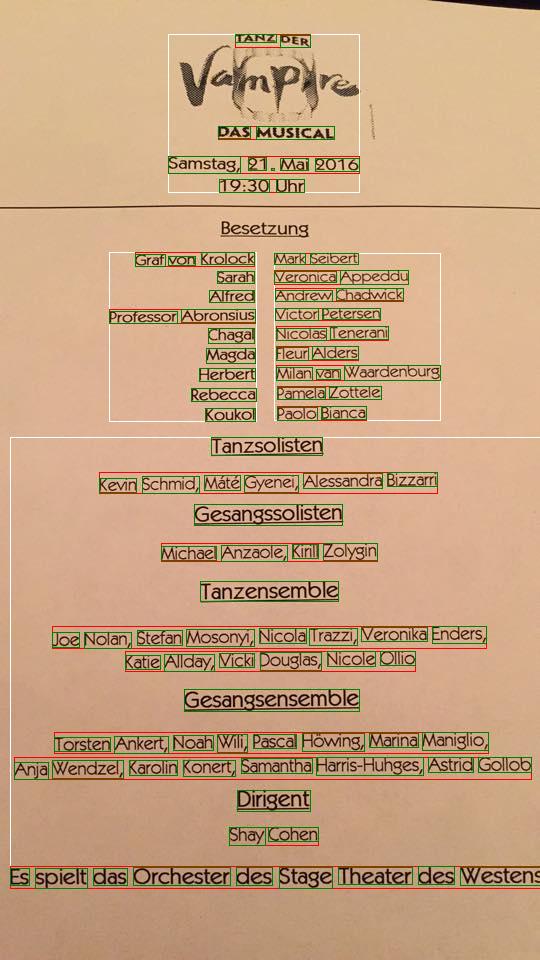 TANZ DER
Vampire
DAS MUSICAL
Samstag, 21. Mai 2016
19:30 Uhr
Besetzung
Graf von Krolock Mark Seibert
Sarah Veronica Appeddu
Alfred Andrew Chadwick
Professor Abronsius Victor Petersen
Chagal Nicolas Tenerani
Magda Fleur Alders
Herbert Milan van Waardenburg
Rebecca Pamela Zottele
Koukol Paolo Bianca
Tanzsolisten
Kevin Schmid, Máté Gyenei, Alessandra Bizzarri
Gesangssolisten
Michael Anzaole, Kirill Zolygin
Tanzensemble
Joe Nolan, Stefan Mosonyi, Nicola Trazzi, Veronika Enders,
Katie Allday, Vicki Douglas, Nicole Ollio
Gesangsensemble
Torsten Ankert, Noah Wili, Pascal Höwing, Marina Maniglio,
Anja Wendzel, Karolin Konert, Samantha Harris-Huhges, Astrid Gollob
Dirigent
Shay Cohen
Es spielt das Orchester des Stage Theater des Westens